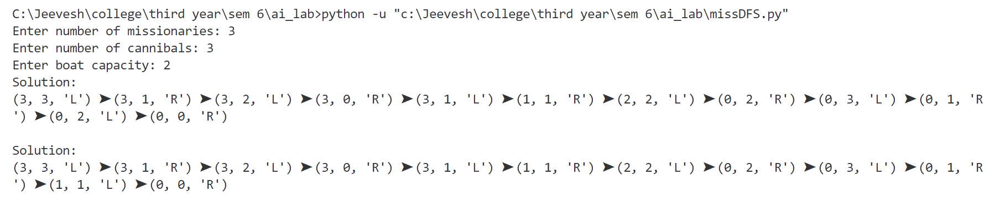 C:\Jeevesh\college\third year\sem 6\ai_lab>python -u "c:\Jeevesh\college\third year\sem 6\ai_lab\missDFS.py"
Enter number of missionaries: 3
Enter number of cannibals: 3
Enter boat capacity: 2
Solution:
(3, 3, 'L') ➤(3, 1, 'R') ➤(3, 2, 'L') ➤(3, 0, 'R') ➤(3, 1, 'L') ➤(1, 1, 'R') ➤(2, 2, 'L') ➤(0, 2, 'R') ➤(0, 3, 'L') ➤(0, 1, 'R
') ➤(0, 2, 'L') ➤(0, 0, 'R')
Solution:
(3, 3, 'L') ➤(3, 1, 'R') ➤(3, 2, 'L') ➤(3, 0, 'R') ➤(3, 1, 'L') ➤(1, 1, 'R') ➤(2, 2, 'L') ➤(0, 2, 'R') ➤(0, 3, 'L') ➤(0, 1, 'R
') ➤(1, 1, 'L') ➤(0, 0, 'R')